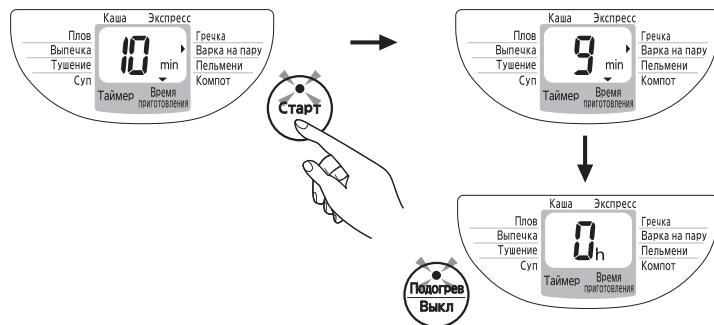 Каша Экспресс
Плов
Выпечка
Тушение
Суп
10 min
Гречка
Варка на пару
Пельмени
Компот
Таймер Время приготовления
Старт
Каша Экспресс
Плов
Выпечка
Тушение
Суп
9 min
Гречка
Варка на пару
Пельмени
Компот
Таймер Время приготовления
Каша Экспресс
Плов
Выпечка
Тушение
Суп
0h
Гречка
Варка на пару
Пельмени
Компот
Таймер Время приготовления
Подогрев
Выкл